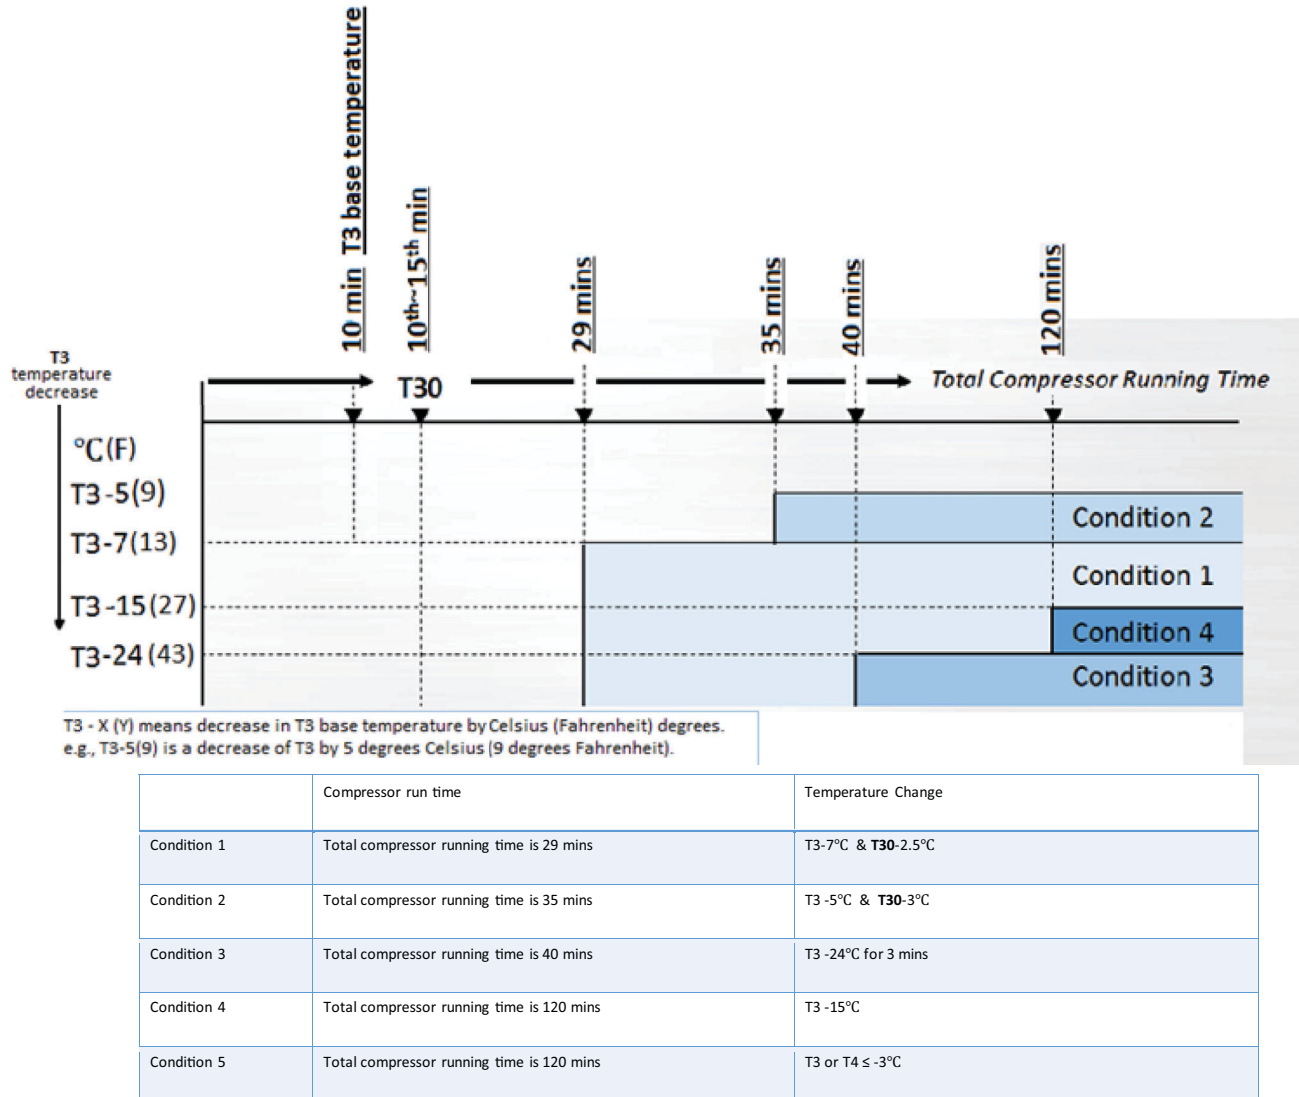 10 min T3 base temperature
10th~15th min
29 mins
35 mins
40 mins
120 mins
T3
temperature
decrease
T30
Total Compressor Running Time
°C(F)
T3 -5(9)
T3 -7(13)
T3 -15(27)
T3-24(43)
Condition 2
Condition 1
Condition 4
Condition 3
T3 - X (Y) means decrease in T3 base temperature by Celsius (Fahrenheit) degrees.
e.g., T3-5(9) is a decrease of T3 by 5 degrees Celsius (9 degrees Fahrenheit).
Compressor run time Temperature Change
Condition 1 Total compressor running time is 29 mins T3-7℃ & T30-2.5℃
Condition 2 Total compressor running time is 35 mins T3 -5℃ & T30-3℃
Condition 3 Total compressor running time is 40 mins T3 -24℃ for 3 mins
Condition 4 Total compressor running time is 120 mins T3 -15℃
Condition 5 Total compressor running time is 120 mins T3 or T4 ≤ -3℃